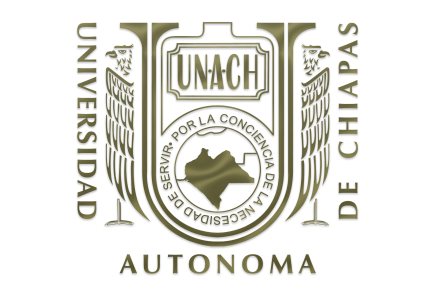 UNIVERSIDAD
AUTONOMA
DE CHIAPAS
UNACH
POR LA CONCIENCIA DE LA NECESIDAD DE SERVIR